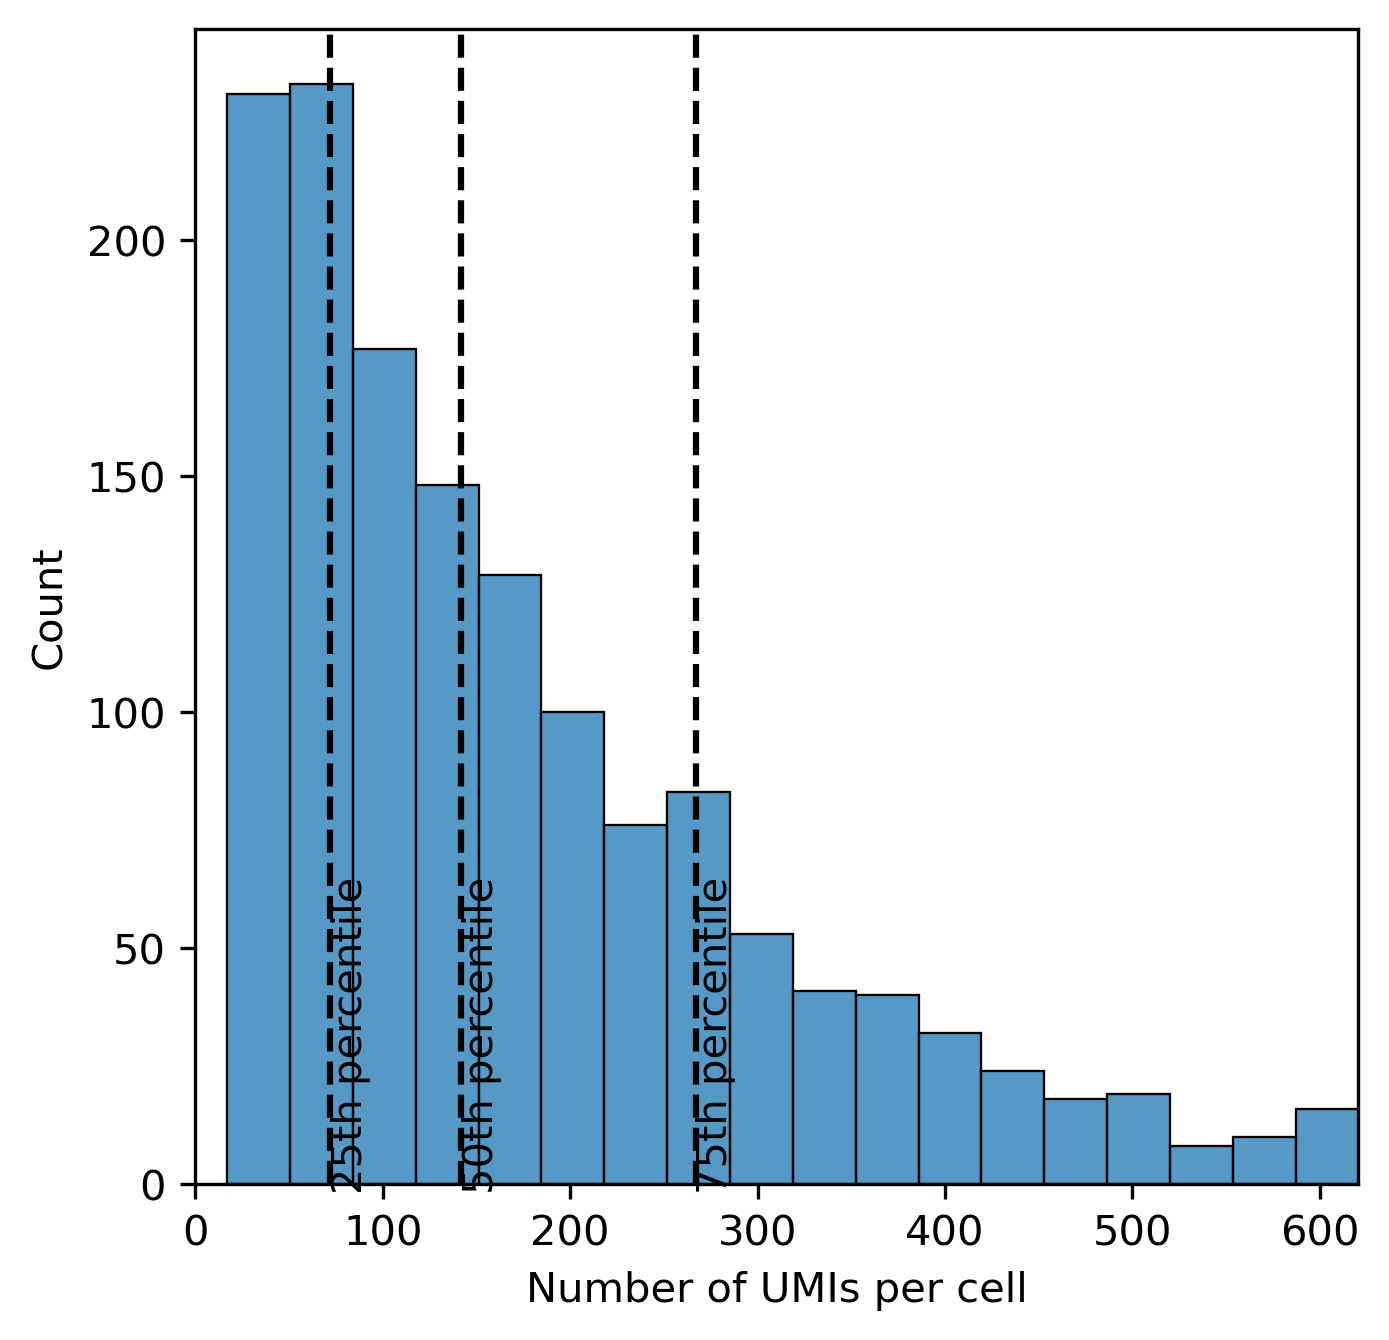 200
150
100
50
0
Count
25th percentile
50th percentile
75th percentile
0 100 200 300 400 500 600
Number of UMIs per cell